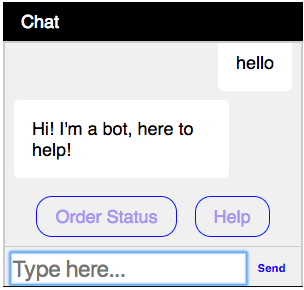 Chat
hello
Hi! I'm a bot, here to
help!
Order Status Help
Type here... Send